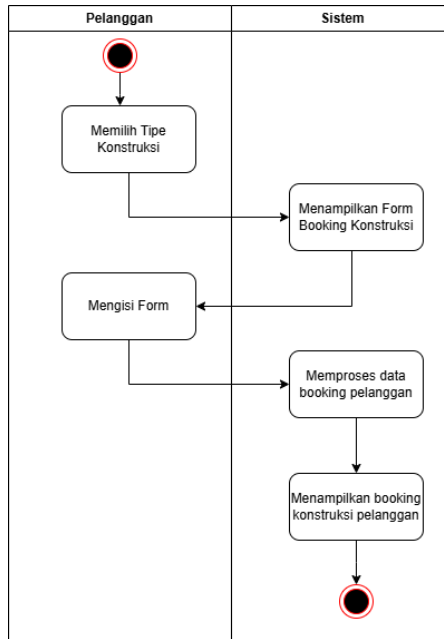 Pelanggan
Sistem
Memilih Tipe
Konstruksi
Menampilkan Form
Booking Konstruksi
Mengisi Form
Memproses data
booking pelanggan
Menampilkan booking
konstruksi pelanggan